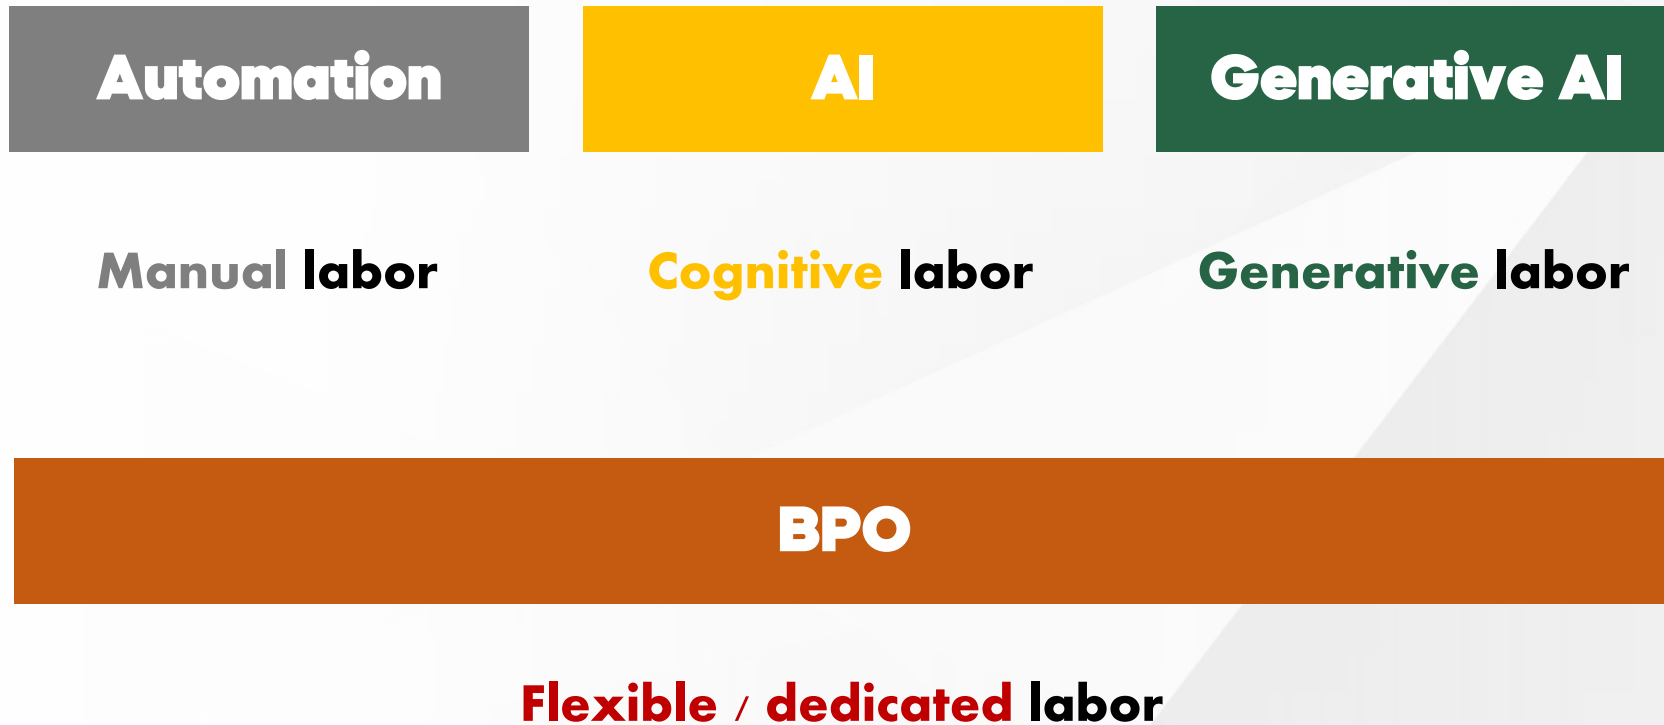 Automation
AI
Generative AI
Manual labor
Cognitive labor
Generative labor
BPO
Flexible / dedicated labor